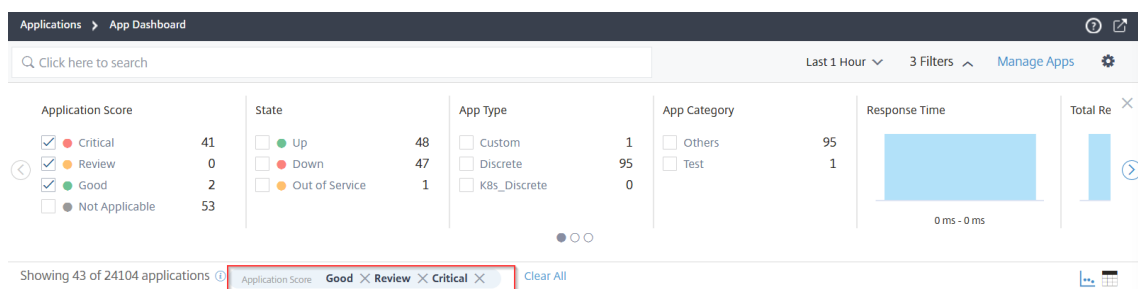 Applications > App Dashboard
Click here to search
Last 1 Hour
3 Filters
Manage Apps
Application Score
Critical 41
Review 0
Good 2
Not Applicable 53
State
Up 48
Down 47
Out of Service 1
App Type
Custom 1
Discrete 95
K8s_Discrete 0
App Category
Others 95
Test 1
Response Time
0 ms - 0 ms
Total Re
Showing 43 of 24104 applications
Application Score Good Review Critical
Clear All